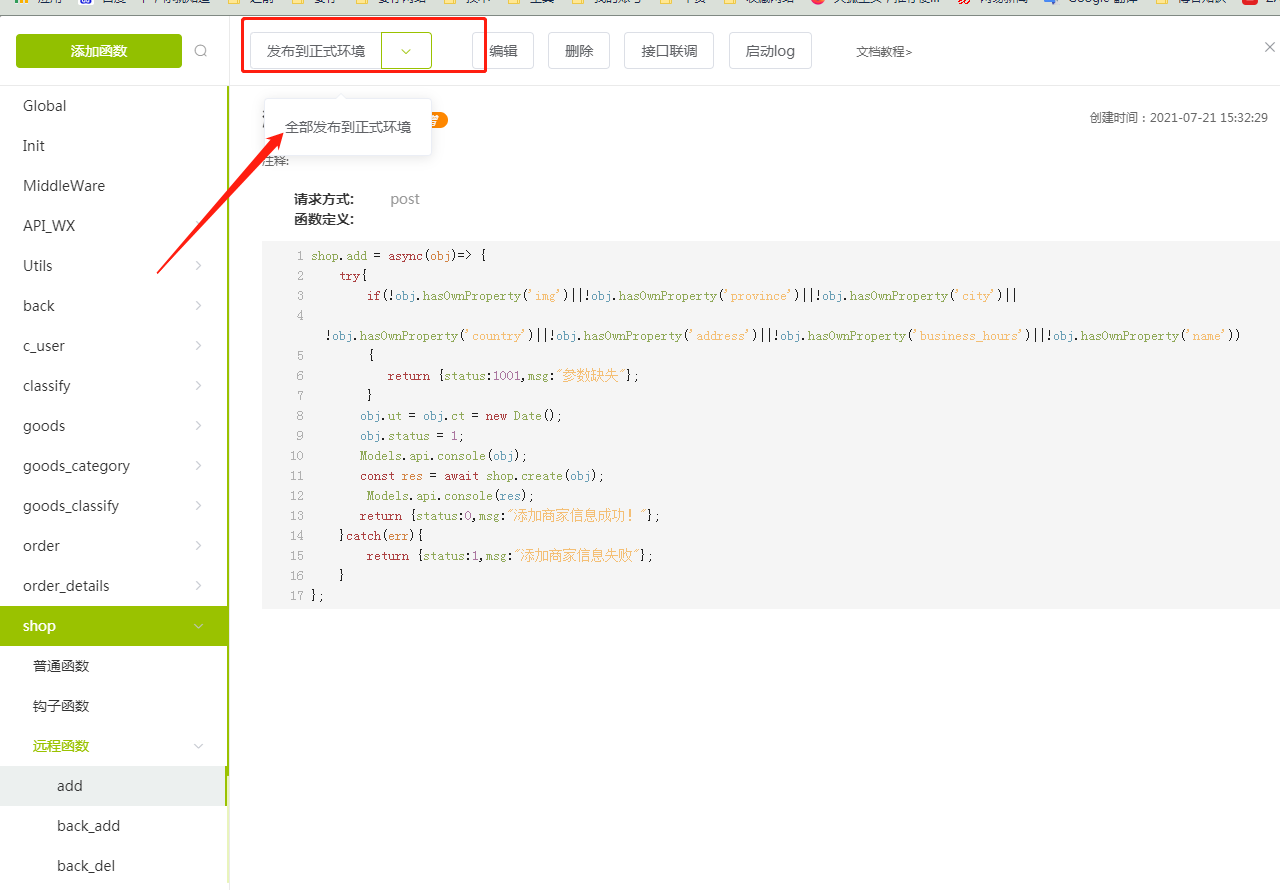 添加函数
发布到正式环境
编辑
删除
接口联调
启动log
文档教程>
全部发布到正式环境
创建时间：2021-07-21 15:32:29
注释:
请求方式: post
函数定义:
Global
Init
MiddleWare
API_WX
Utils
back
c_user
classify
goods
goods_category
goods_classify
order
order_details
shop
普通函数
钩子函数
远程函数
add
back_add
back_del
1 shop.add = async(obj)=> {
2 try{
3 if(!obj.hasOwnProperty('img')||!obj.hasOwnProperty('province')||!obj.hasOwnProperty('city')||
4
!obj.hasOwnProperty('country')||!obj.hasOwnProperty('address')||!obj.hasOwnProperty('business_hours')||!obj.hasOwnProperty('name'))
5 {
6 return {status:1001,msg:"参数缺失"};
7 }
8 obj.ut = obj.ct = new Date();
9 obj.status = 1;
10 Models.api.console(obj);
11 const res = await shop.create(obj);
12 Models.api.console(res);
13 return {status:0,msg:"添加商家信息成功！"};
14 }catch(err){
15 return {status:1,msg:"添加商家信息失败"};
16 }
17 };